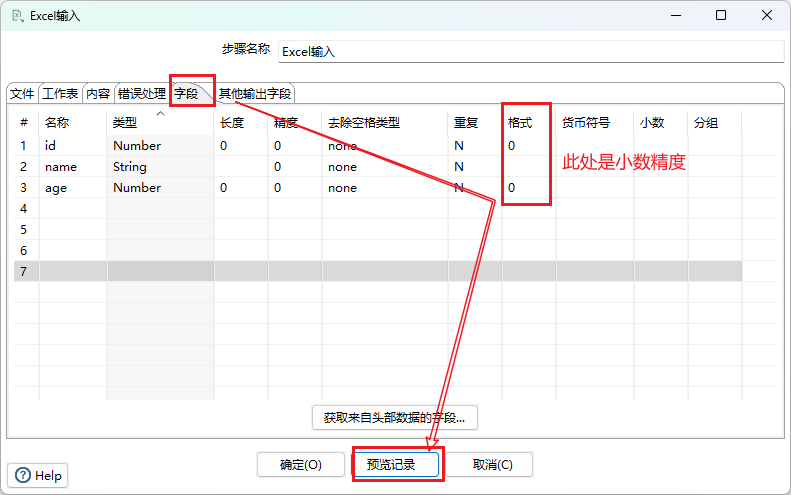 Excel输入
步骤名称 Excel输入
文件 工作表 内容 错误处理 字段 其他输出字段
# 名称 类型 长度 精度 去除空格类型 重复 格式 货币符号 小数 分组
1 id Number 0 0 none N 0
2 name String 0 none N
3 age Number 0 0 none N 0
此处是小数精度
4
5
6
7
获取来自头部数据的字段...
确定(O) 预览记录 取消(C)
Help